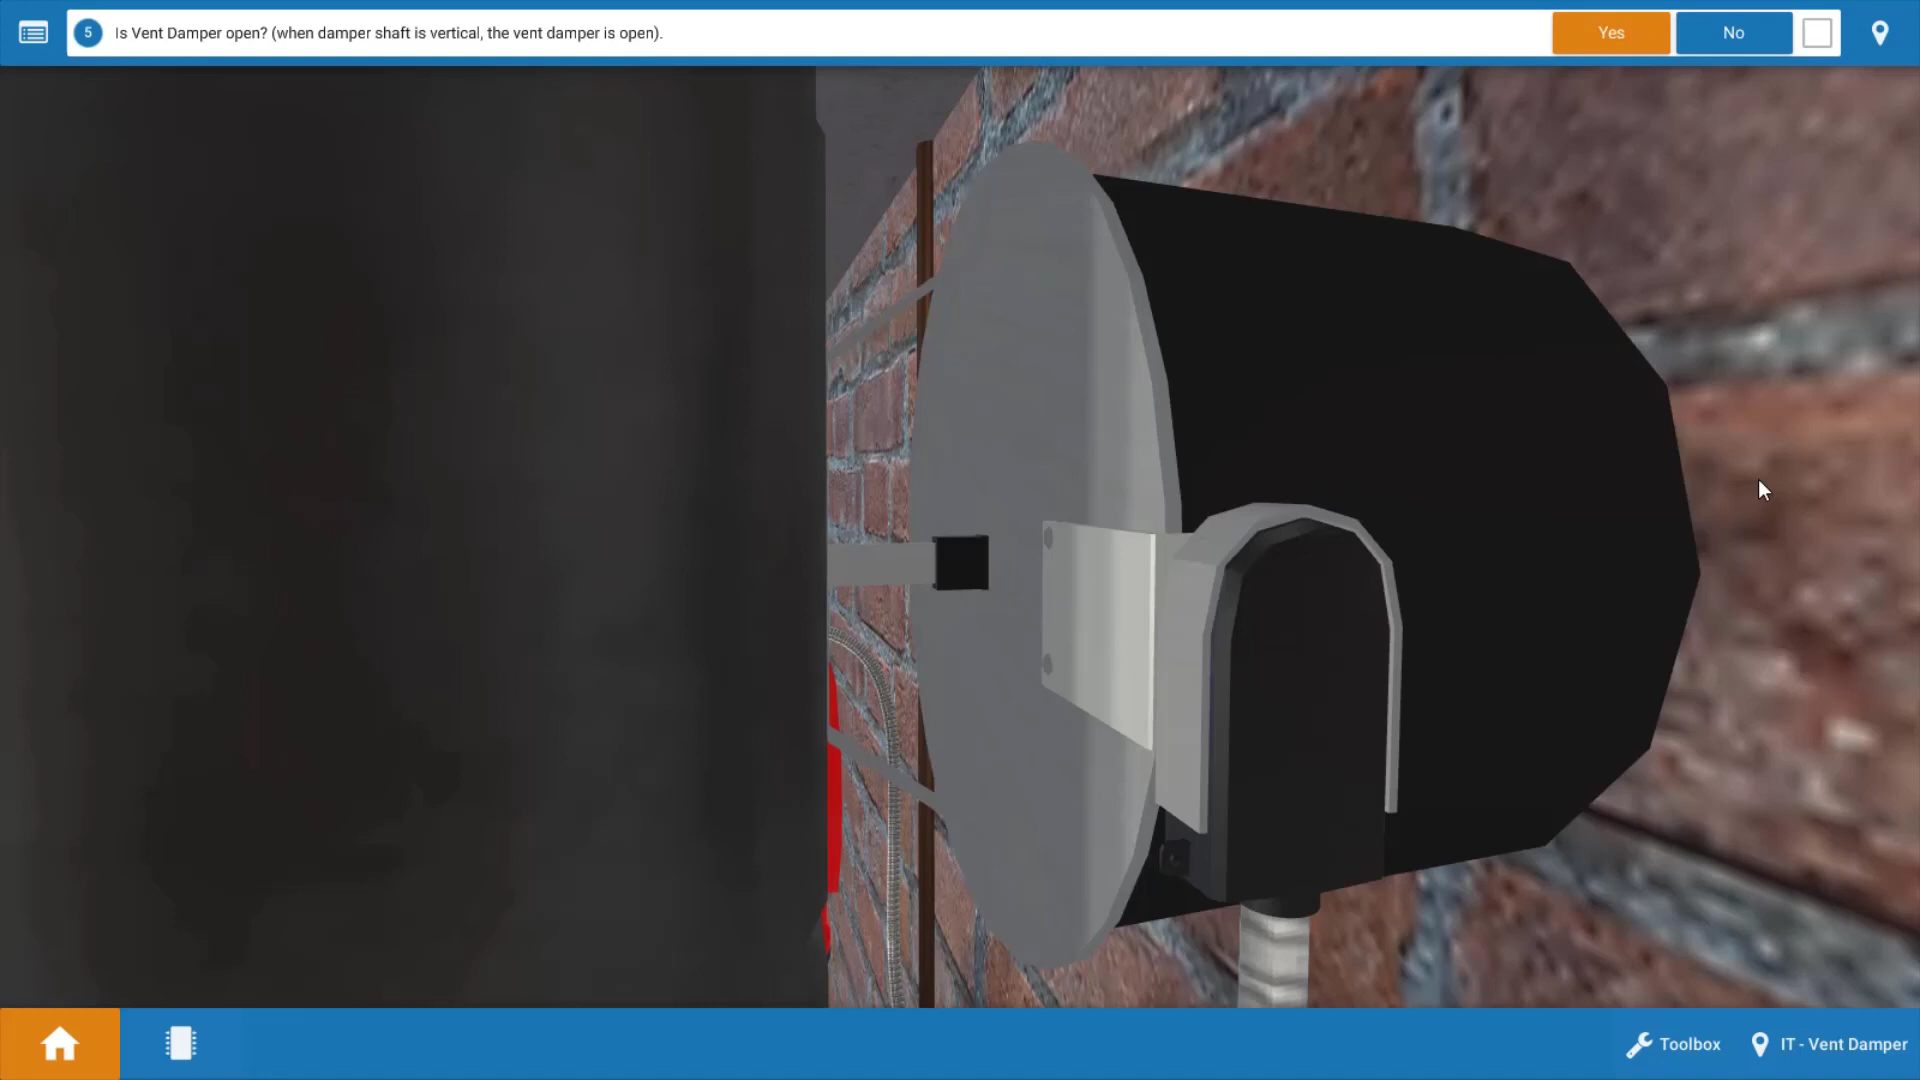 5 Is Vent Damper open? (when damper shaft is vertical, the vent damper is open). Yes No
Toolbox IT - Vent Damper